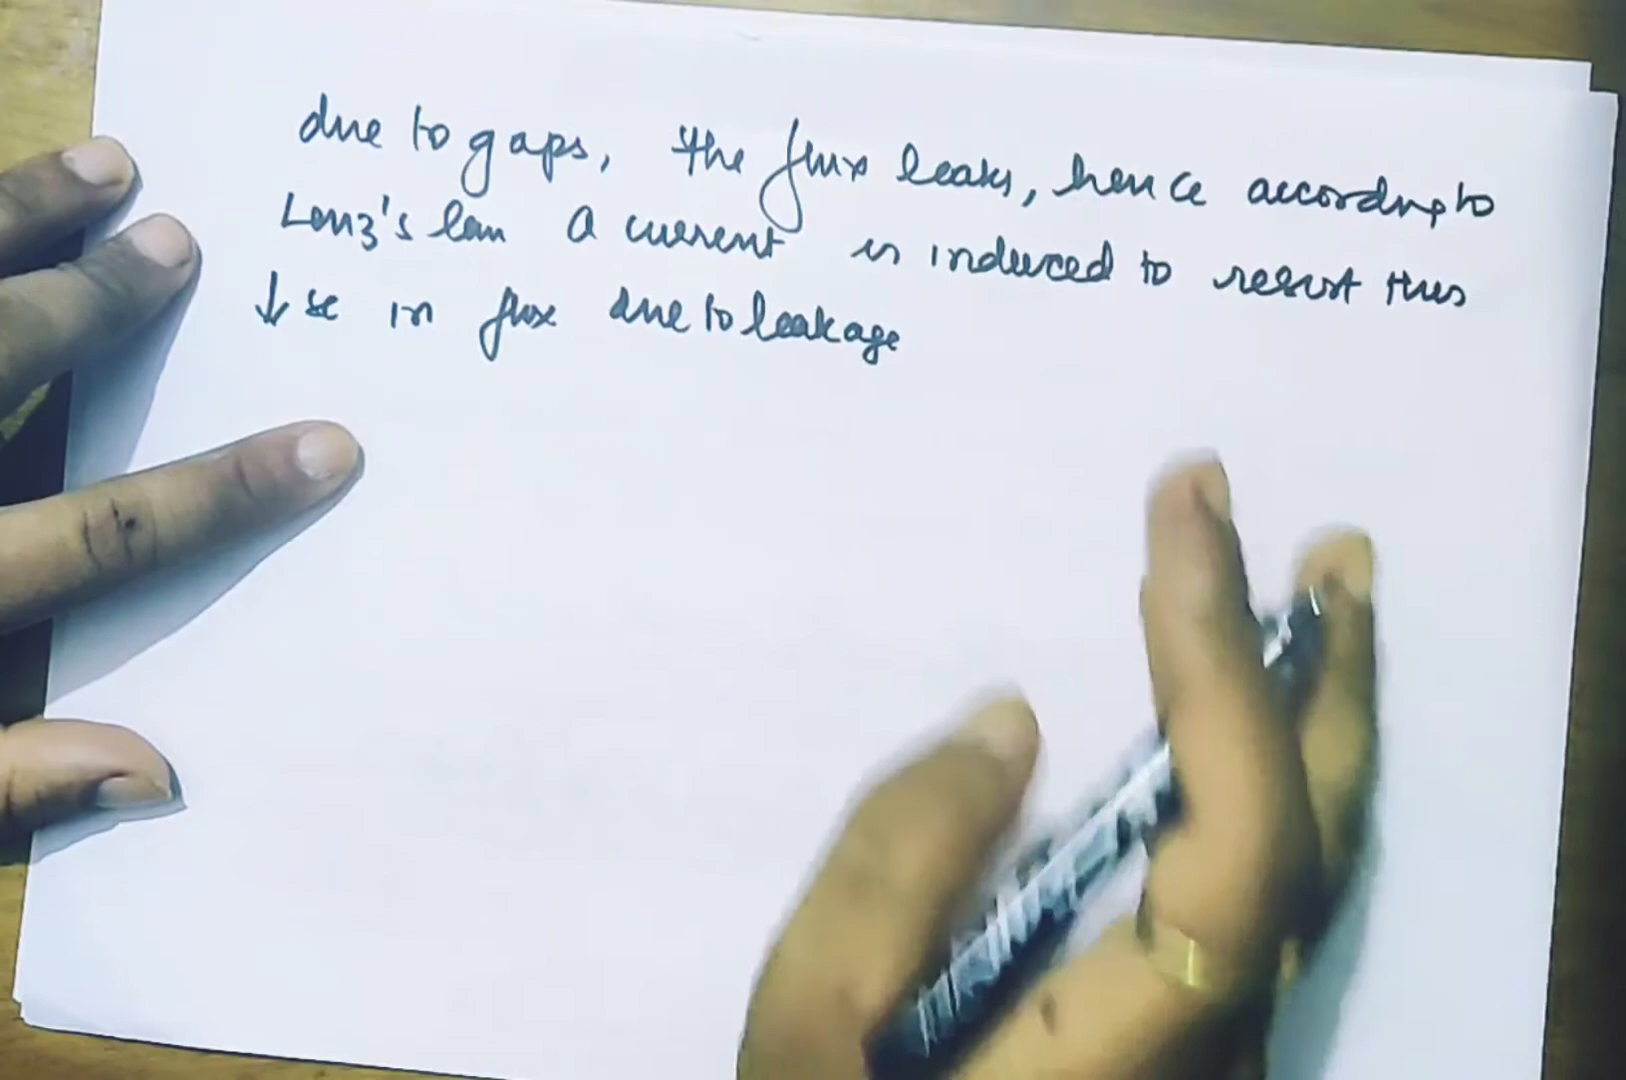 due to gaps, the flux leaks, hence according to
Lenz's law a current is induced to resist this
↓se in flux due to leakage